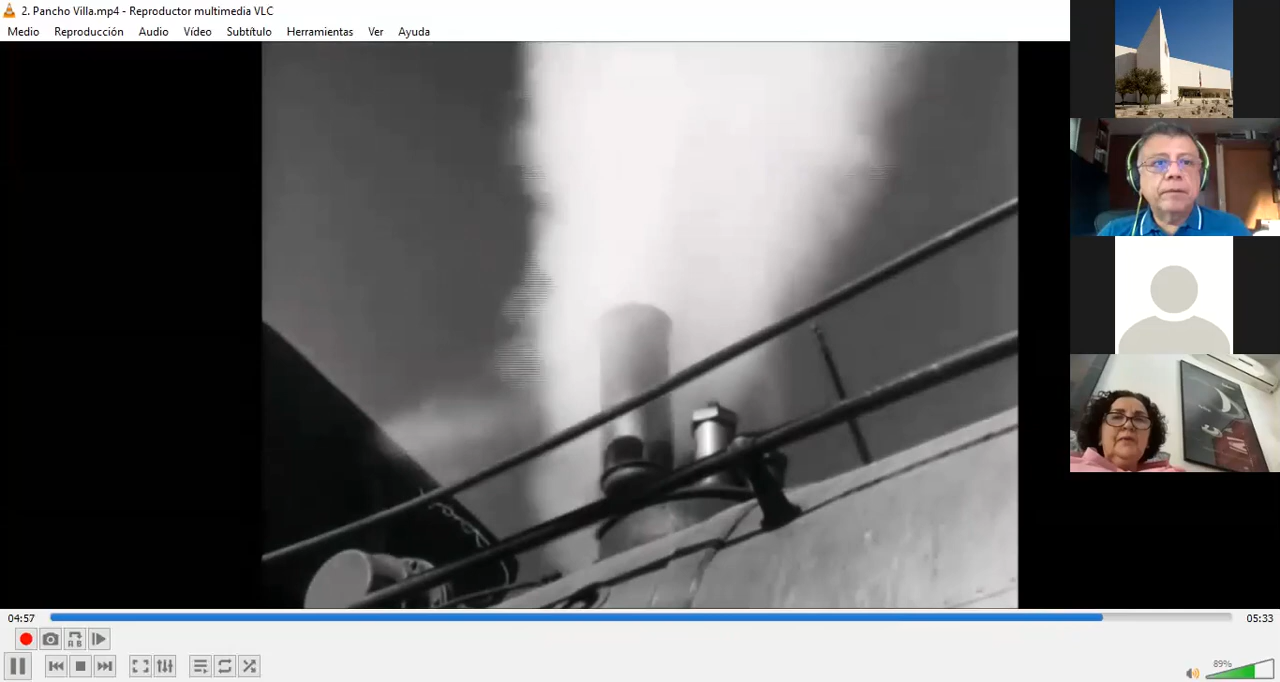 2. Pancho Villa.mp4 - Reproductor multimedia VLC
Medio Reproducción Audio Vídeo Subtítulo Herramientas Ver Ayuda
04:57
05:33
89%